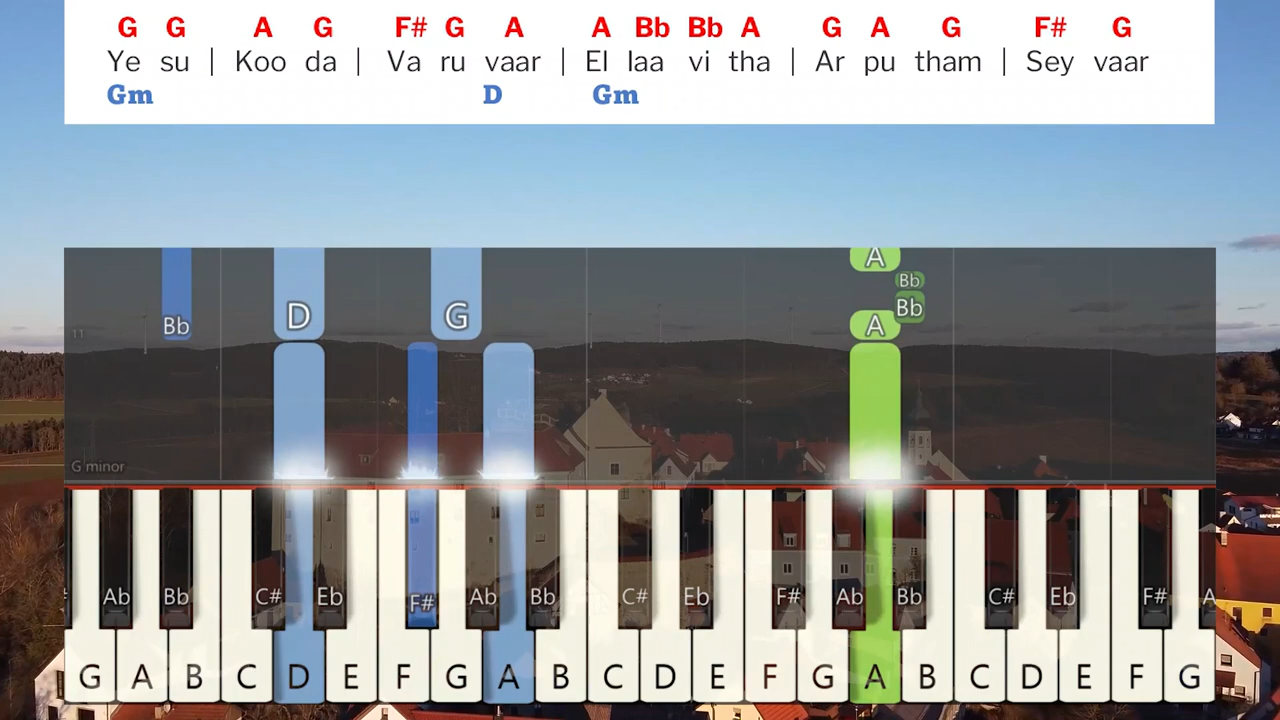 G G A G F# G A A Bb Bb A G A G F# G
Ye su | Koo da | Va ru vaar | El laa vi tha | Ar pu tham | Sey vaar
Gm D Gm
A
Bb
Bb D G A Bb
11
G minor
Ab Bb C# Eb F# Ab Bb C# Eb F# Ab Bb C# Eb F# A
G A B C D E F G A B C D E F G A B C D E F G